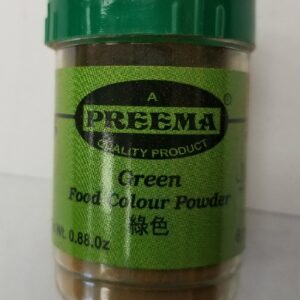 A
PREEMA®
QUALITY PRODUCT
Green
Food Colour Powder
綠色
Wt. 0.88.Oz